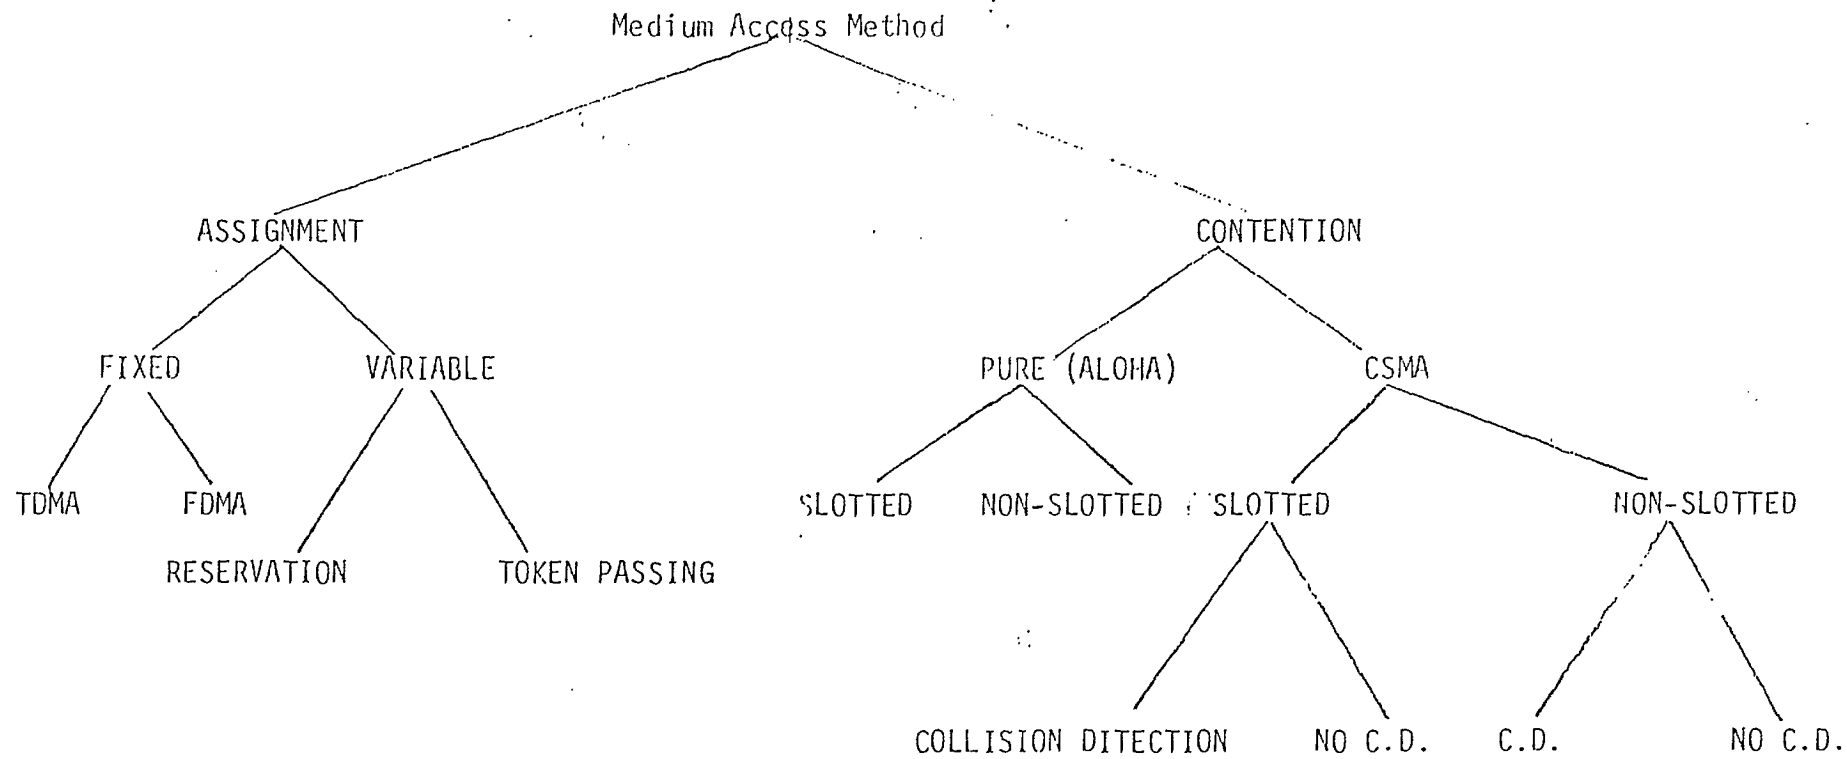 Medium Access Method
ASSIGNMENT
CONTENTION
FIXED
VARIABLE
PURE (ALOHA)
CSMA
TDMA
FDMA
SLOTTED
NON-SLOTTED
SLOTTED
NON-SLOTTED
RESERVATION
TOKEN PASSING
COLLISION DITECTION
NO C.D.
C.D.
NO C.D.